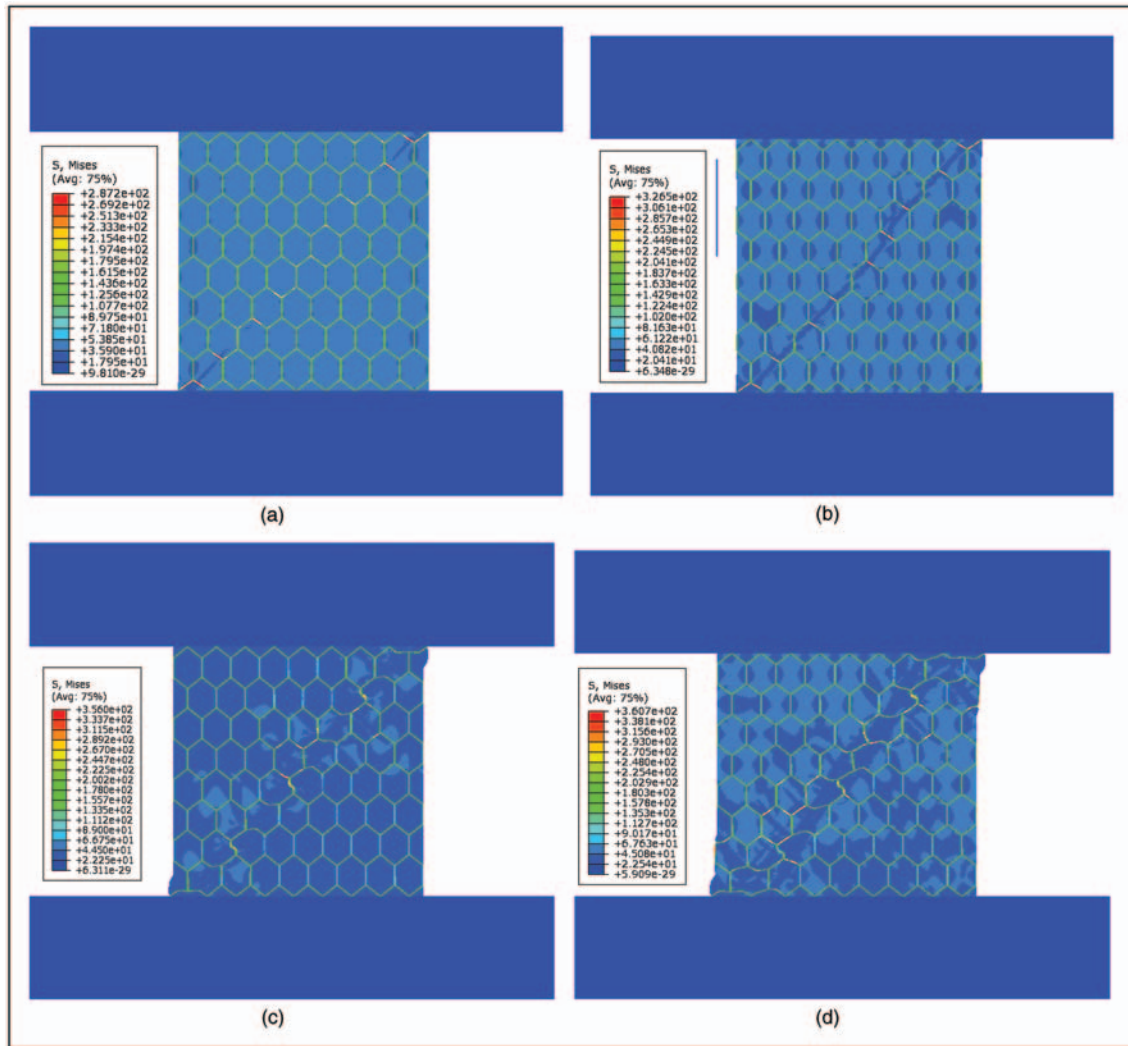 S, Mises
(Avg: 75%)
+2.872e+02
+2.692e+02
+2.513e+02
+2.333e+02
+2.154e+02
+1.974e+02
+1.795e+02
+1.615e+02
+1.436e+02
+1.256e+02
+1.077e+02
+8.975e+01
+7.180e+01
+5.385e+01
+3.590e+01
+1.795e+01
+9.810e-29
(a)
S, Mises
(Avg: 75%)
+3.265e+02
+3.061e+02
+2.857e+02
+2.653e+02
+2.449e+02
+2.245e+02
+2.041e+02
+1.837e+02
+1.633e+02
+1.429e+02
+1.224e+02
+1.020e+02
+8.163e+01
+6.122e+01
+4.082e+01
+2.041e+01
+6.348e-29
(b)
S, Mises
(Avg: 75%)
+3.560e+02
+3.337e+02
+3.115e+02
+2.892e+02
+2.670e+02
+2.447e+02
+2.225e+02
+2.002e+02
+1.780e+02
+1.557e+02
+1.335e+02
+1.112e+02
+8.900e+01
+6.675e+01
+4.450e+01
+2.225e+01
+6.311e-29
(c)
S, Mises
(Avg: 75%)
+3.607e+02
+3.381e+02
+3.156e+02
+2.930e+02
+2.705e+02
+2.480e+02
+2.254e+02
+2.029e+02
+1.803e+02
+1.578e+02
+1.353e+02
+1.127e+02
+9.017e+01
+6.763e+01
+4.508e+01
+2.254e+01
+5.909e-29
(d)